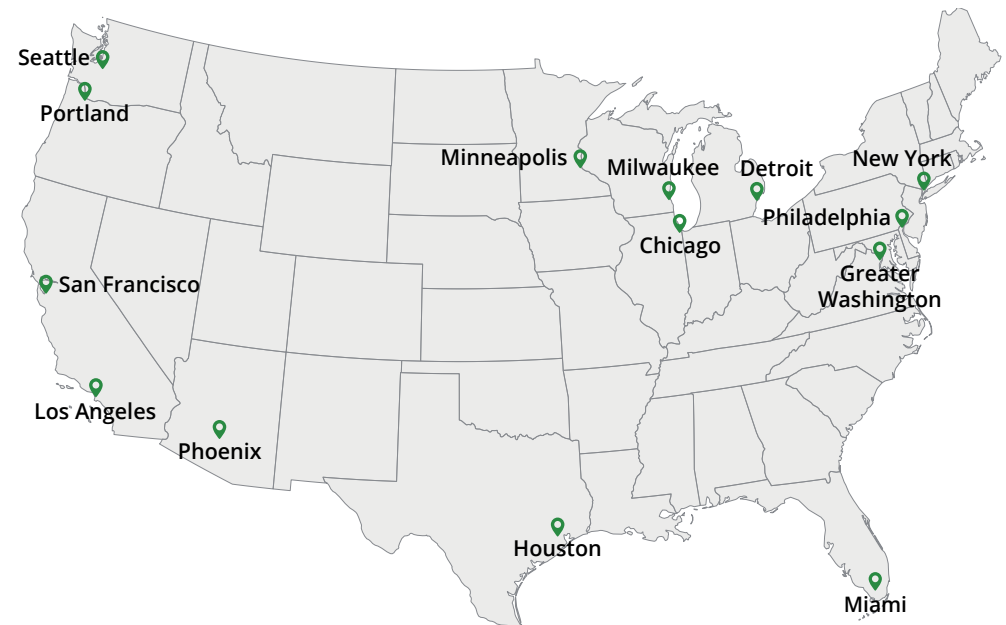 Seattle
Portland
Minneapolis
Milwaukee
Detroit
New York
Philadelphia
Chicago
Greater
Washington
San Francisco
Los Angeles
Phoenix
Houston
Miami